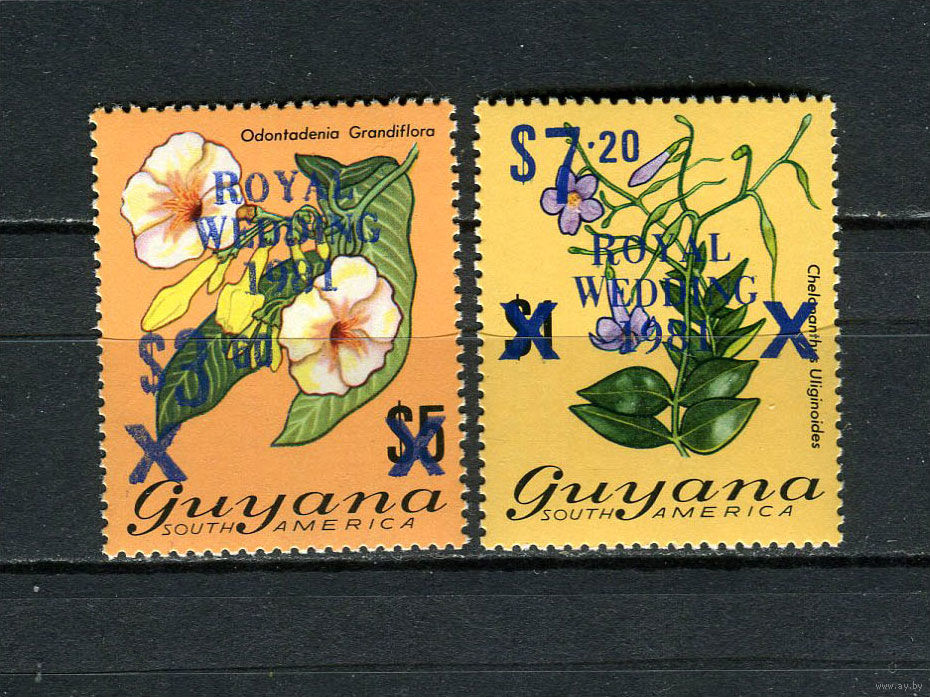 Odontadenia Grandiflora
ROYAL
WEDDING
1981
$3.60
X
$5
X
Guyana
SOUTH AMERICA
$7.20
ROYAL
WEDDING
1981
$1
X
X
Chelonanthus Uliginoides
Guyana
SOUTH AMERICA
www.ay.by